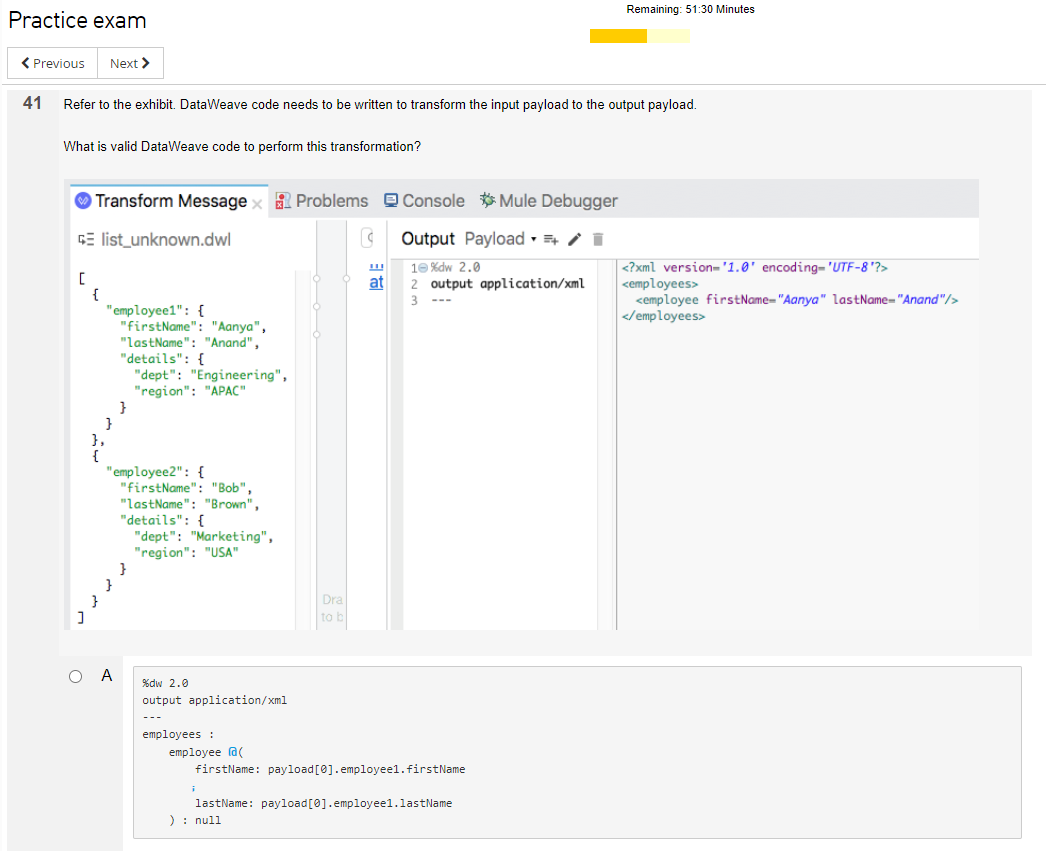 Practice exam
Remaining: 51:30 Minutes
Previous
Next
41
Refer to the exhibit. DataWeave code needs to be written to transform the input payload to the output payload.
What is valid DataWeave code to perform this transformation?
Transform Message
Problems
Console
Mule Debugger
list_unknown.dwl
Output Payload
[
{
"employee1": {
"firstName": "Aanya",
"lastName": "Anand",
"details": {
"dept": "Engineering",
"region": "APAC"
}
}
},
{
"employee2": {
"firstName": "Bob",
"lastName": "Brown",
"details": {
"dept": "Marketing",
"region": "USA"
}
}
}
]
Dra
to b
at
1 %dw 2.0
2 output application/xml
3 ---
<?xml version='1.0' encoding='UTF-8'?>
<employees>
<employee firstName="Aanya" lastName="Anand"/>
</employees>
A
%dw 2.0
output application/xml
---
employees :
employee @(
firstName: payload[0].employee1.firstName
;
lastName: payload[0].employee1.lastName
) : null